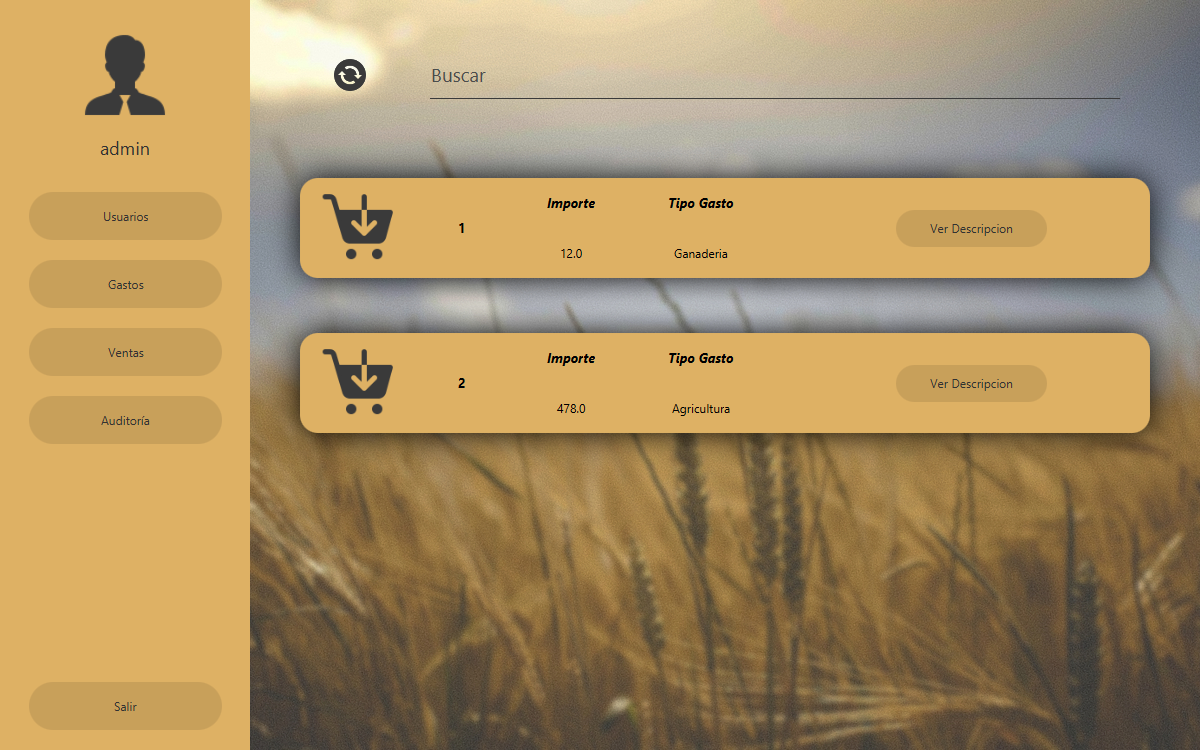 admin
Usuarios
Gastos
Ventas
Auditoría
Salir
Buscar
1
Importe
12.0
Tipo Gasto
Ganaderia
Ver Descripcion
2
Importe
478.0
Tipo Gasto
Agricultura
Ver Descripcion